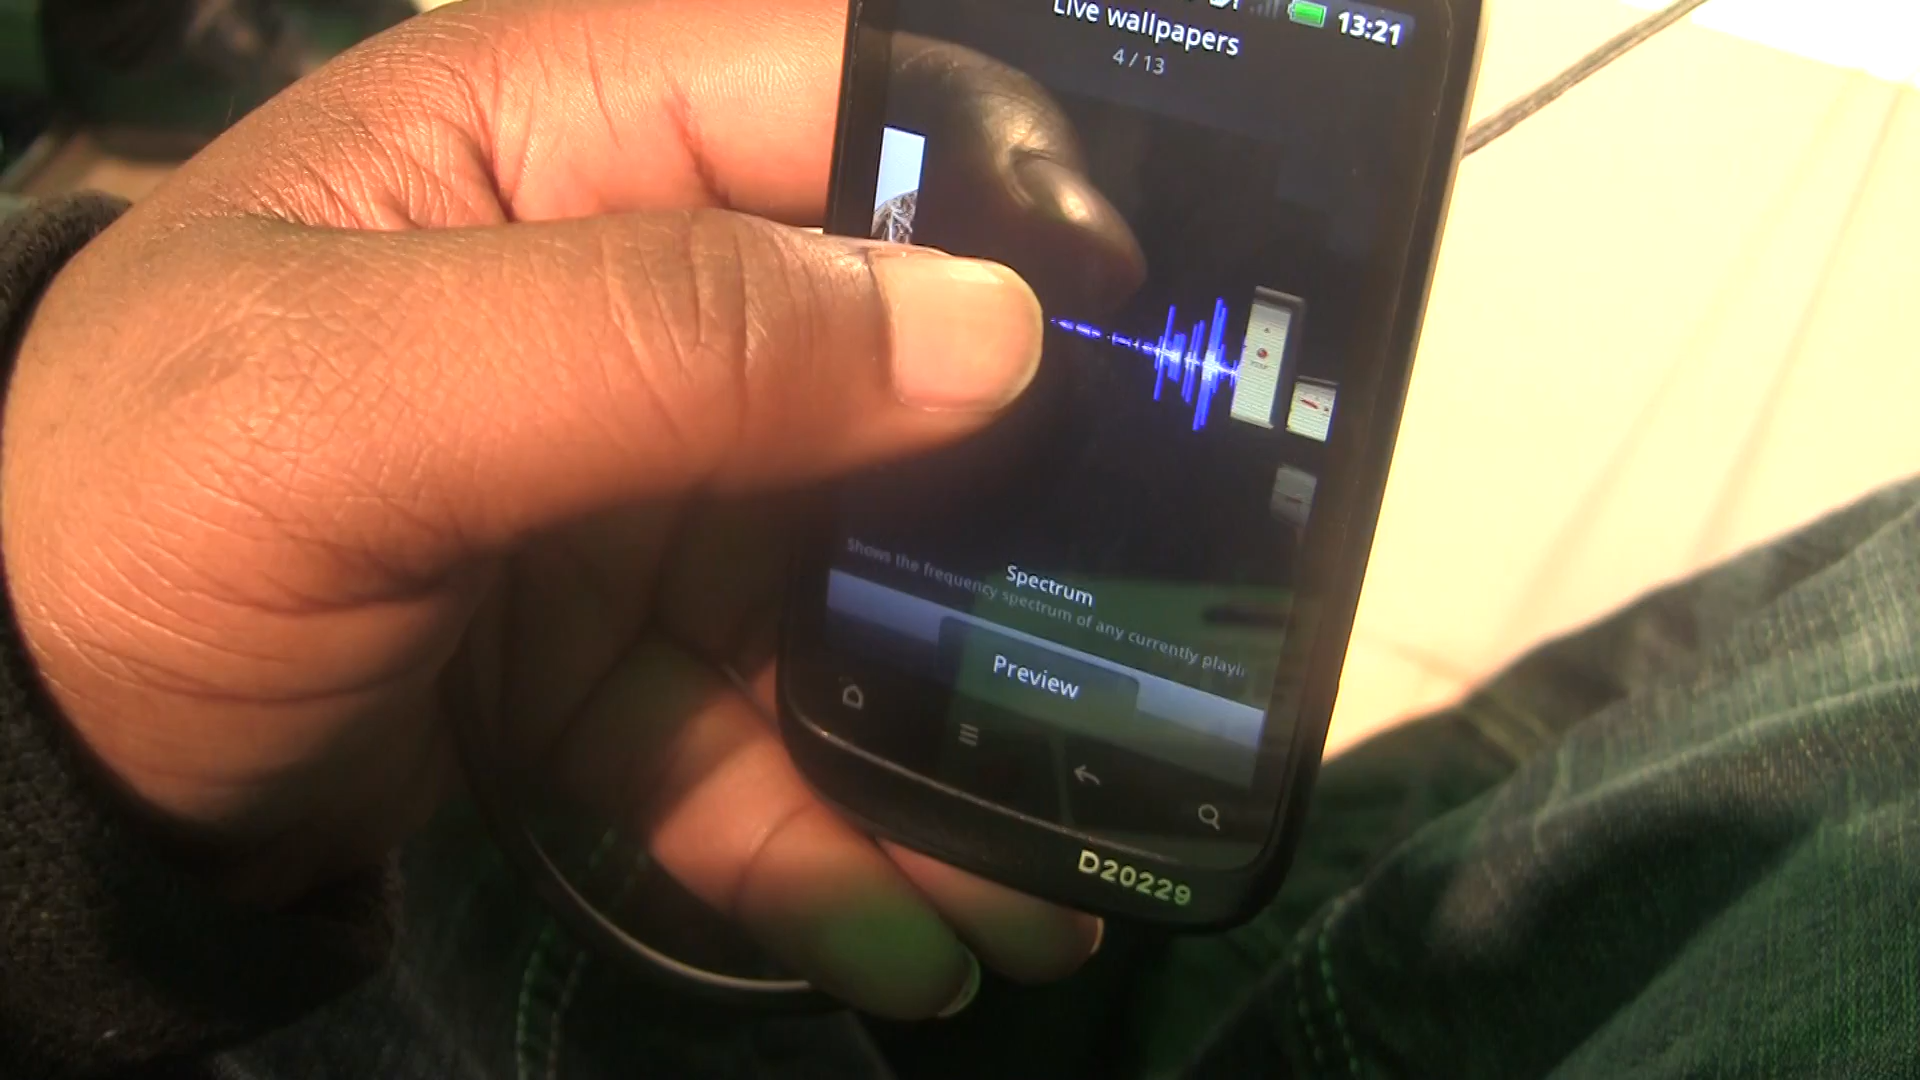 13:21
Live wallpapers
4 / 13
Spectrum
Shows the frequency spectrum of any currently playi
Preview
D20229